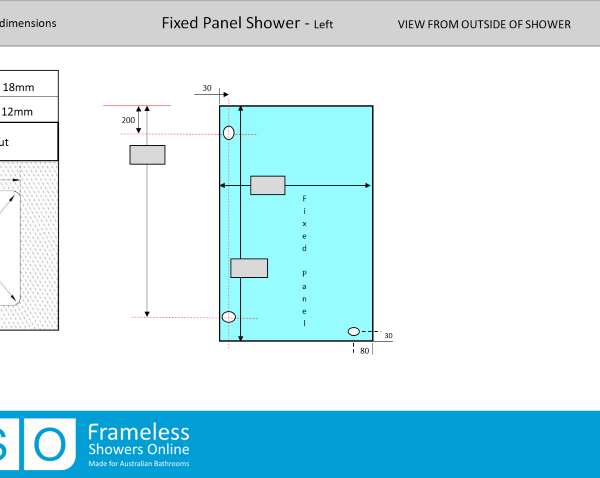 dimensions
Fixed Panel Shower - Left
VIEW FROM OUTSIDE OF SHOWER
18mm
12mm
ut
30
200
Fixed panel
30
80
SO
Frameless
Showers Online
Made for Australian Bathrooms